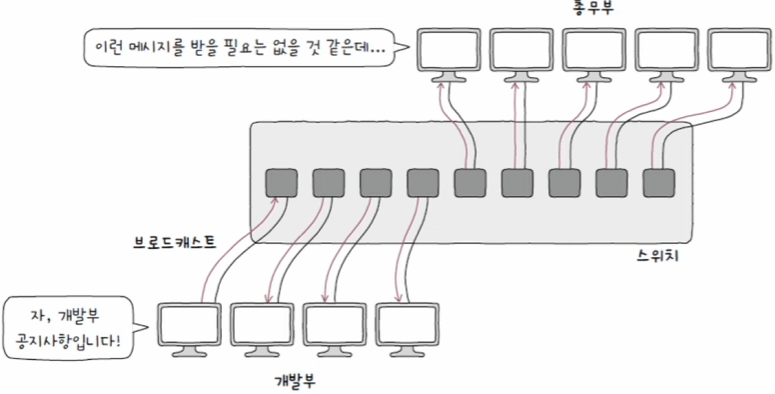 총무부
이런 메시지를 받을 필요는 없을 것 같은데...
브로드캐스트
스위치
자, 개발부
공지사항입니다!
개발부